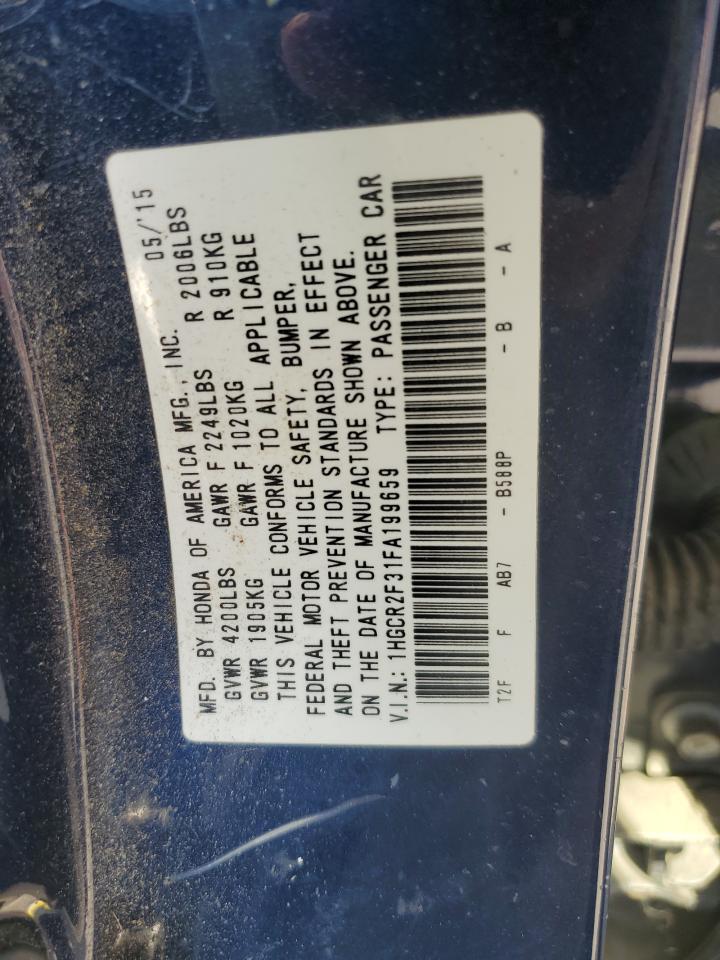 MFD. BY HONDA OF AMERICA MFG., INC. 05/'15
GVWR 4200LBS GAWR F 2249LBS R 2006LBS
GVWR 1905KG GAWR F 1020KG R 910KG
THIS VEHICLE CONFORMS TO ALL APPLICABLE
FEDERAL MOTOR VEHICLE SAFETY, BUMPER,
AND THEFT PREVENTION STANDARDS IN EFFECT
ON THE DATE OF MANUFACTURE SHOWN ABOVE.
V.I.N.: 1HGCR2F31FA199659 TYPE: PASSENGER CAR
T2F F AB7 - B588P - B - A